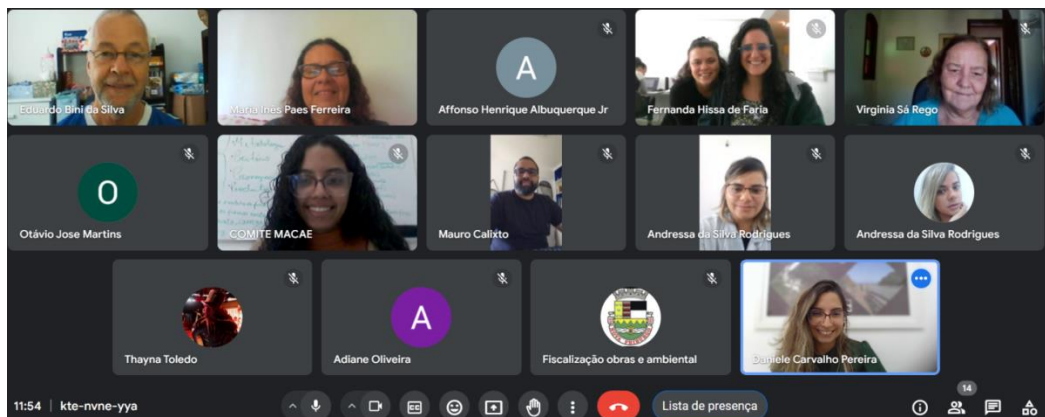 Eduardo Bini da Silva
Maria Inês Paes Ferreira
A
Affonso Henrique Albuquerque Jr
Fernanda Hissa de Faria
Virginia Sá Rego
O
Otávio Jose Martins
COMITE MACAE
Mauro Calixto
Andressa da Silva Rodrigues
Andressa da Silva Rodrigues
Thayna Toledo
A
Adiane Oliveira
Fiscalização obras e ambiental
Daniele Carvalho Pereira
11:54 | kte-nvne-yya
CC
Lista de presença
14